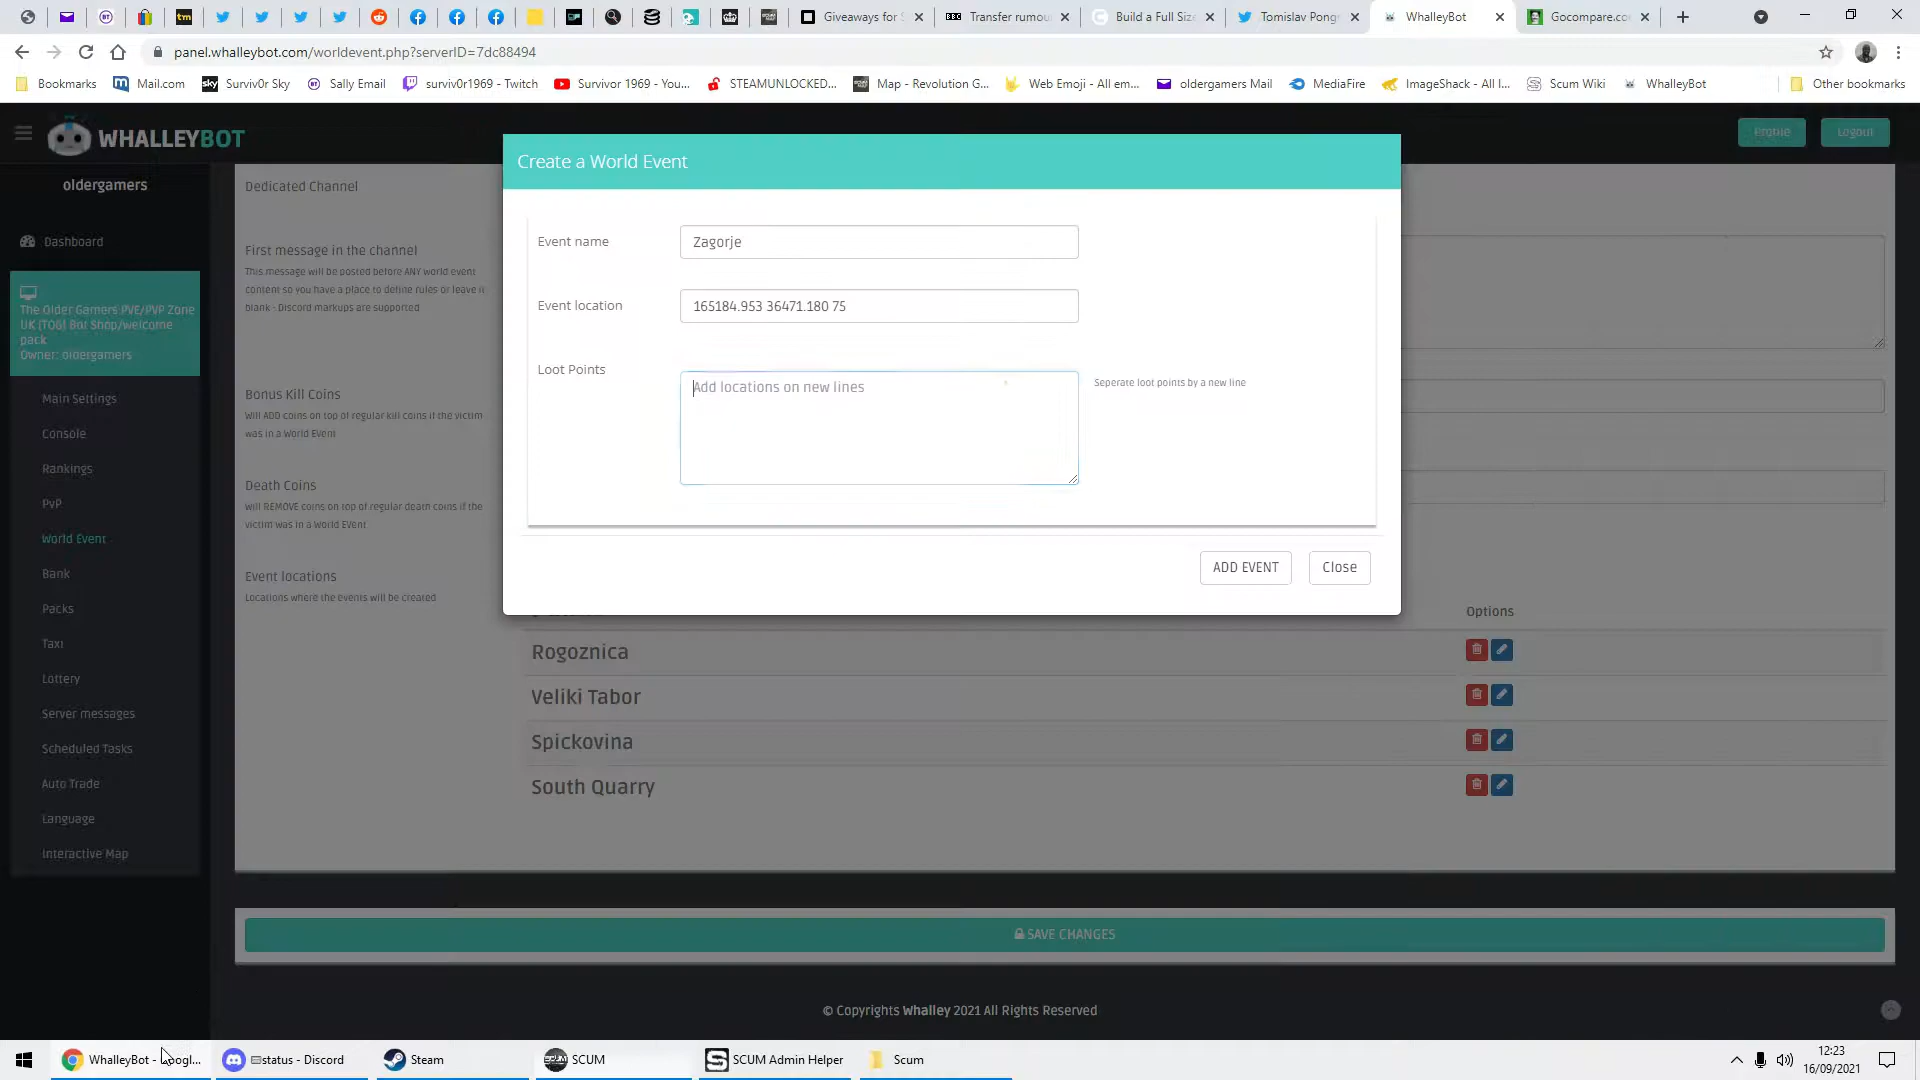 Giveaways for S
Transfer rumou
Build a Full Size
Tomislav Pong
WhalleyBot
Gocompare.co
panel.whalleybot.com/worldevent.php?serverID=7dc88494
Bookmarks
Mail.com
Surviv0r Sky
Sally Email
surviv0r1969 - Twitch
Survivor 1969 - You...
STEAMUNLOCKED...
Map - Revolution G...
Web Emoji - All em...
oldergamers Mail
MediaFire
ImageShack - All I...
Scum Wiki
WhalleyBot
Other bookmarks
WHALLEYBOT
Profile
Logout
oldergamers
Dashboard
The Older Gamers PVE/PVP Zone
UK [TOG] Bot Shop/welcome
pack
Owner: oldergamers
Main Settings
Console
Rankings
PvP
World Event
Bank
Packs
Taxi
Lottery
Server messages
Scheduled Tasks
Auto Trade
Language
Interactive Map
Dedicated Channel
First message in the channel
This message will be posted before ANY world event
content so you have a place to define rules or leave it
blank - Discord markups are supported
Bonus Kill Coins
Will ADD coins on top of regular kill coins if the victim
was in a World Event
Death Coins
Will REMOVE coins on top of regular death coins if the
victim was in a World EVent
Event locations
Locations where the events will be created
Create a World Event
Event name
Zagorje
Event location
165184.953 36471.180 75
Loot Points
Add locations on new lines
Seperate loot points by a new line
ADD EVENT
Close
Options
Rogoznica
Veliki Tabor
Spickovina
South Quarry
SAVE CHANGES
© Copyrights Whalley 2021 All Rights Reserved
WhalleyBot - Googl...
status - Discord
Steam
SCUM
SCUM Admin Helper
Scum
12:23
16/09/2021